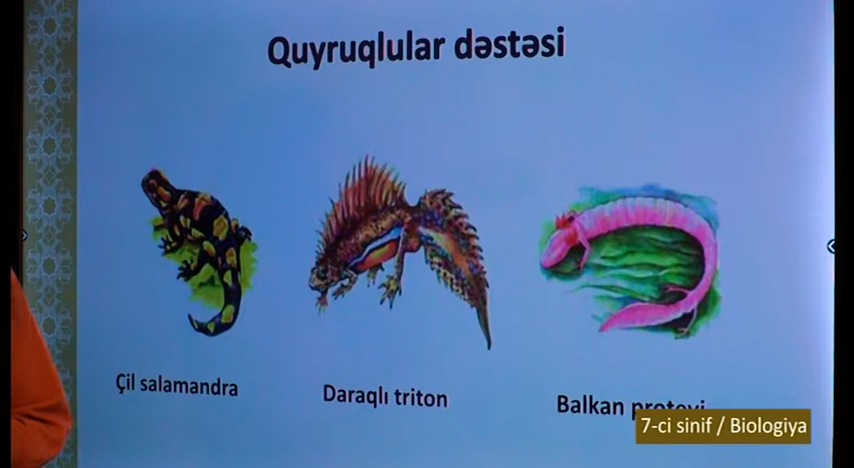 Quyruqlular dəstəsi
Çil salamandra
Daraqlı triton
Balkan
7-ci sinif / Biologiya